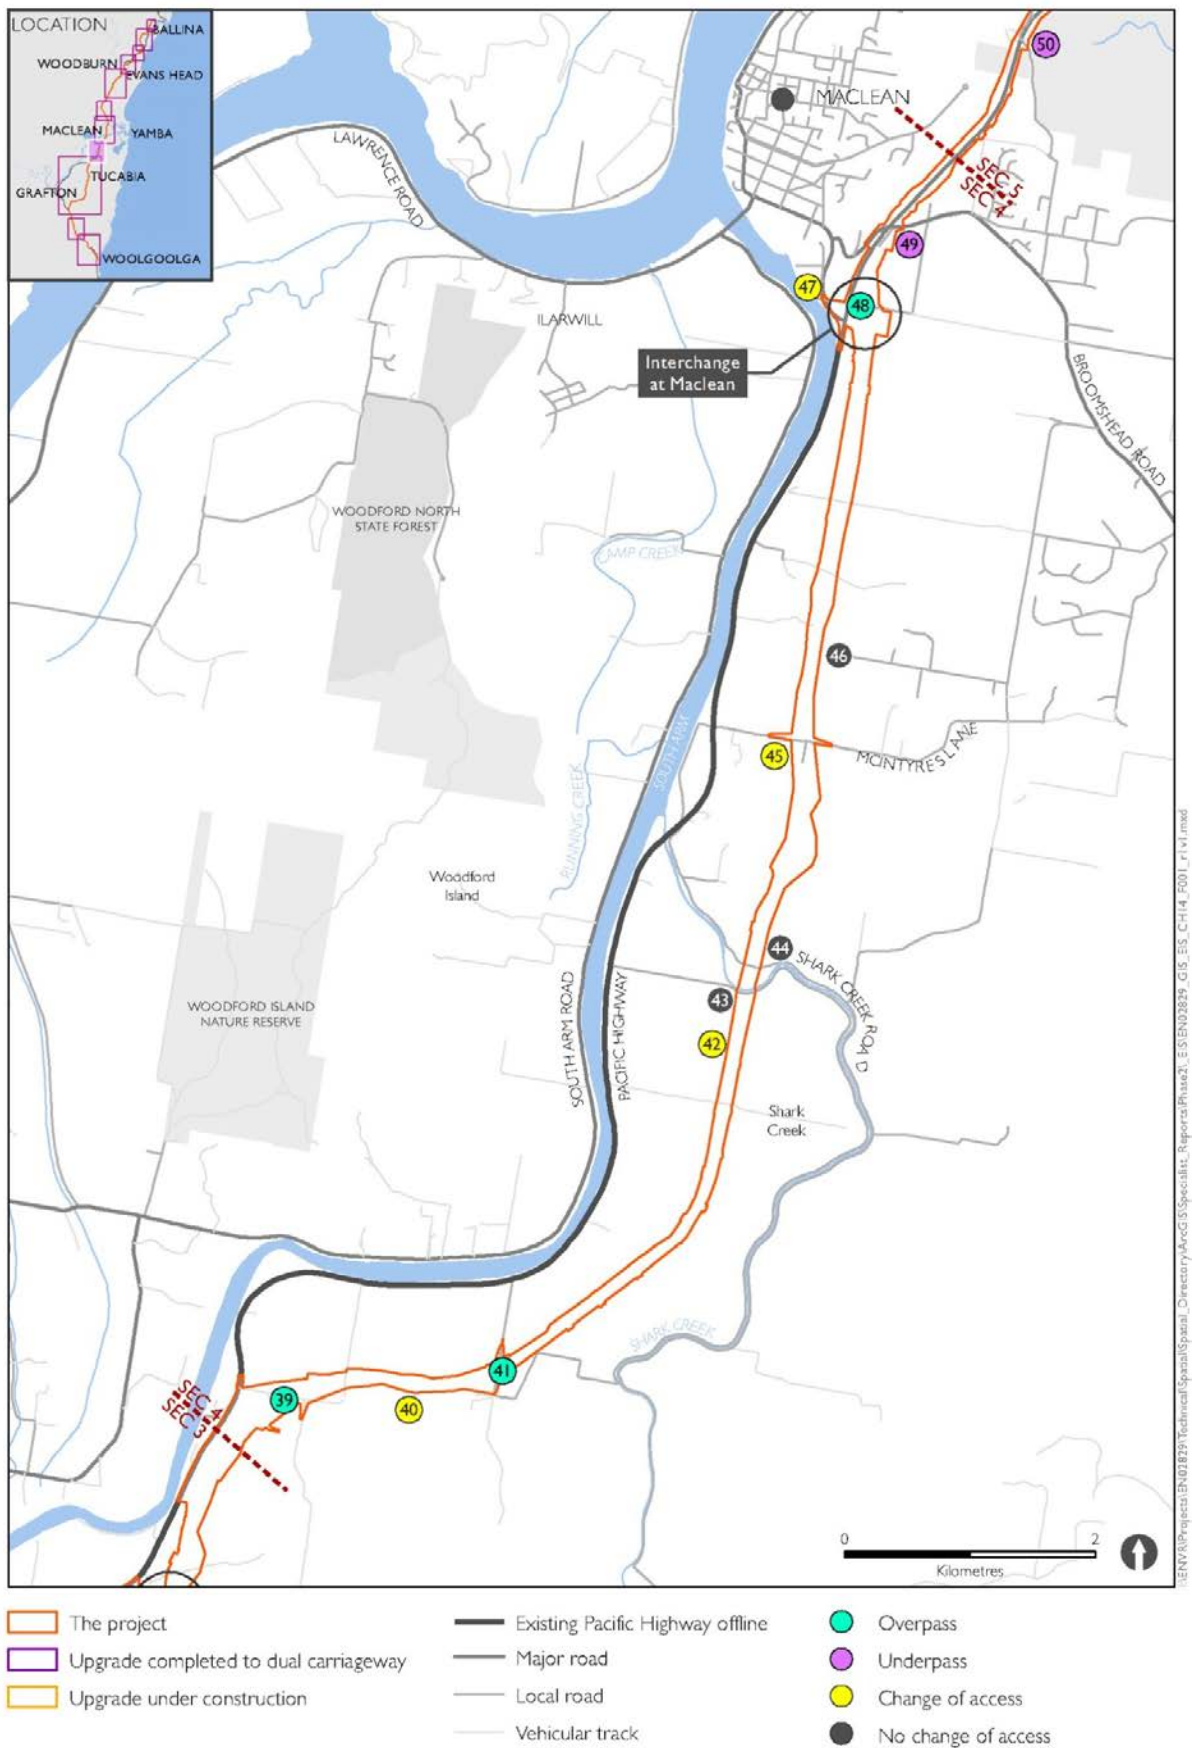 LOCATION
BALLINA
WOODBURN
EVANS HEAD
MACLEAN
YAMBA
TUCABIA
GRAFTON
WOOLGOOLGA
50
MACLEAN
LAWRENCE ROAD
SEC 5
SEC 4
49
47
48
ILARWILL
Interchange
at Maclean
BROOMSHEAD ROAD
WOODFORD NORTH
STATE FOREST
CAMP CREEK
46
SOUTH ARM
45
MCINTYRES LANE
RUNNING CREEK
Woodford
Island
44
SHARK CREEK ROAD
43
42
WOODFORD ISLAND
NATURE RESERVE
SOUTH ARM ROAD
PACIFIC HIGHWAY
Shark
Creek
SHARK CREEK
41
39
40
SEC 4
SEC 3
0
2
Kilometres
The project
Upgrade completed to dual carriageway
Upgrade under construction
Existing Pacific Highway offline
Major road
Local road
Vehicular track
Overpass
Underpass
Change of access
No change of access